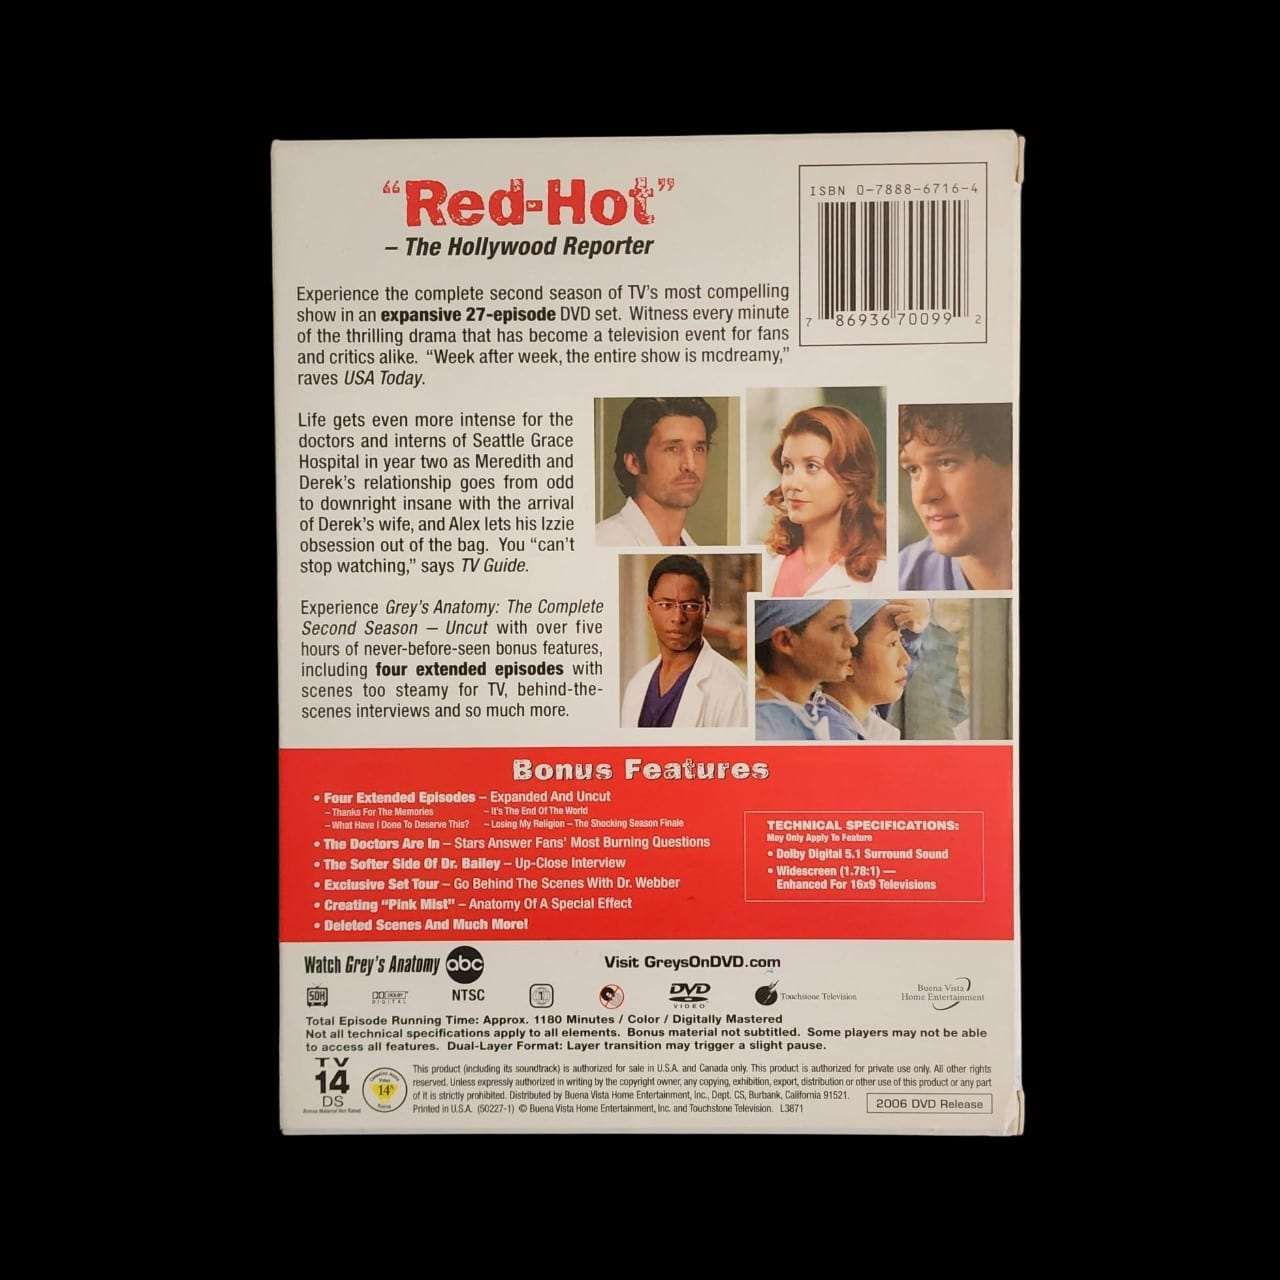 “Red-Hot”
– The Hollywood Reporter
ISBN 0-7888-6716-4
7 86936 70099 2
Experience the complete second season of TV’s most compelling
show in an expansive 27-episode DVD set. Witness every minute
of the thrilling drama that has become a television event for fans
and critics alike. “Week after week, the entire show is mcdreamy,”
raves USA Today.
Life gets even more intense for the
doctors and interns of Seattle Grace
Hospital in year two as Meredith and
Derek’s relationship goes from odd
to downright insane with the arrival
of Derek’s wife, and Alex lets his Izzie
obsession out of the bag. You “can’t
stop watching,” says TV Guide.
Experience Grey’s Anatomy: The Complete
Second Season – Uncut with over five
hours of never-before-seen bonus features,
including four extended episodes with
scenes too steamy for TV, behind-the-
scenes interviews and so much more.
Bonus Features
• Four Extended Episodes – Expanded And Uncut
– Thanks For The Memories – It’s The End Of The World
– What Have I Done To Deserve This? – Losing My Religion – The Shocking Season Finale
• The Doctors Are In – Stars Answer Fans’ Most Burning Questions
• The Softer Side Of Dr. Bailey – Up-Close Interview
• Exclusive Set Tour – Go Behind The Scenes With Dr. Webber
• Creating “Pink Mist” – Anatomy Of A Special Effect
• Deleted Scenes And Much More!
TECHNICAL SPECIFICATIONS:
May Only Apply To Feature
• Dolby Digital 5.1 Surround Sound
• Widescreen (1.78:1) —
Enhanced For 16x9 Televisions
Watch Grey’s Anatomy abc
Visit GreysOnDVD.com
SDH DOLBY DIGITAL NTSC 1 DVD VIDEO Touchstone Television Buena Vista Home Entertainment
Total Episode Running Time: Approx. 1180 Minutes / Color / Digitally Mastered
Not all technical specifications apply to all elements. Bonus material not subtitled. Some players may not be able
to access all features. Dual-Layer Format: Layer transition may trigger a slight pause.
TV
14
DS
Bonus Material Not Rated
14
This product (including its soundtrack) is authorized for sale in U.S.A. and Canada only. This product is authorized for private use only. All other rights
reserved. Unless expressly authorized in writing by the copyright owner, any copying, exhibition, export, distribution or other use of this product or any part
of it is strictly prohibited. Distributed by Buena Vista Home Entertainment, Inc., Dept. CS, Burbank, California 91521.
Printed in U.S.A. (50227-1) © Buena Vista Home Entertainment, Inc. and Touchstone Television. L3871
2006 DVD Release